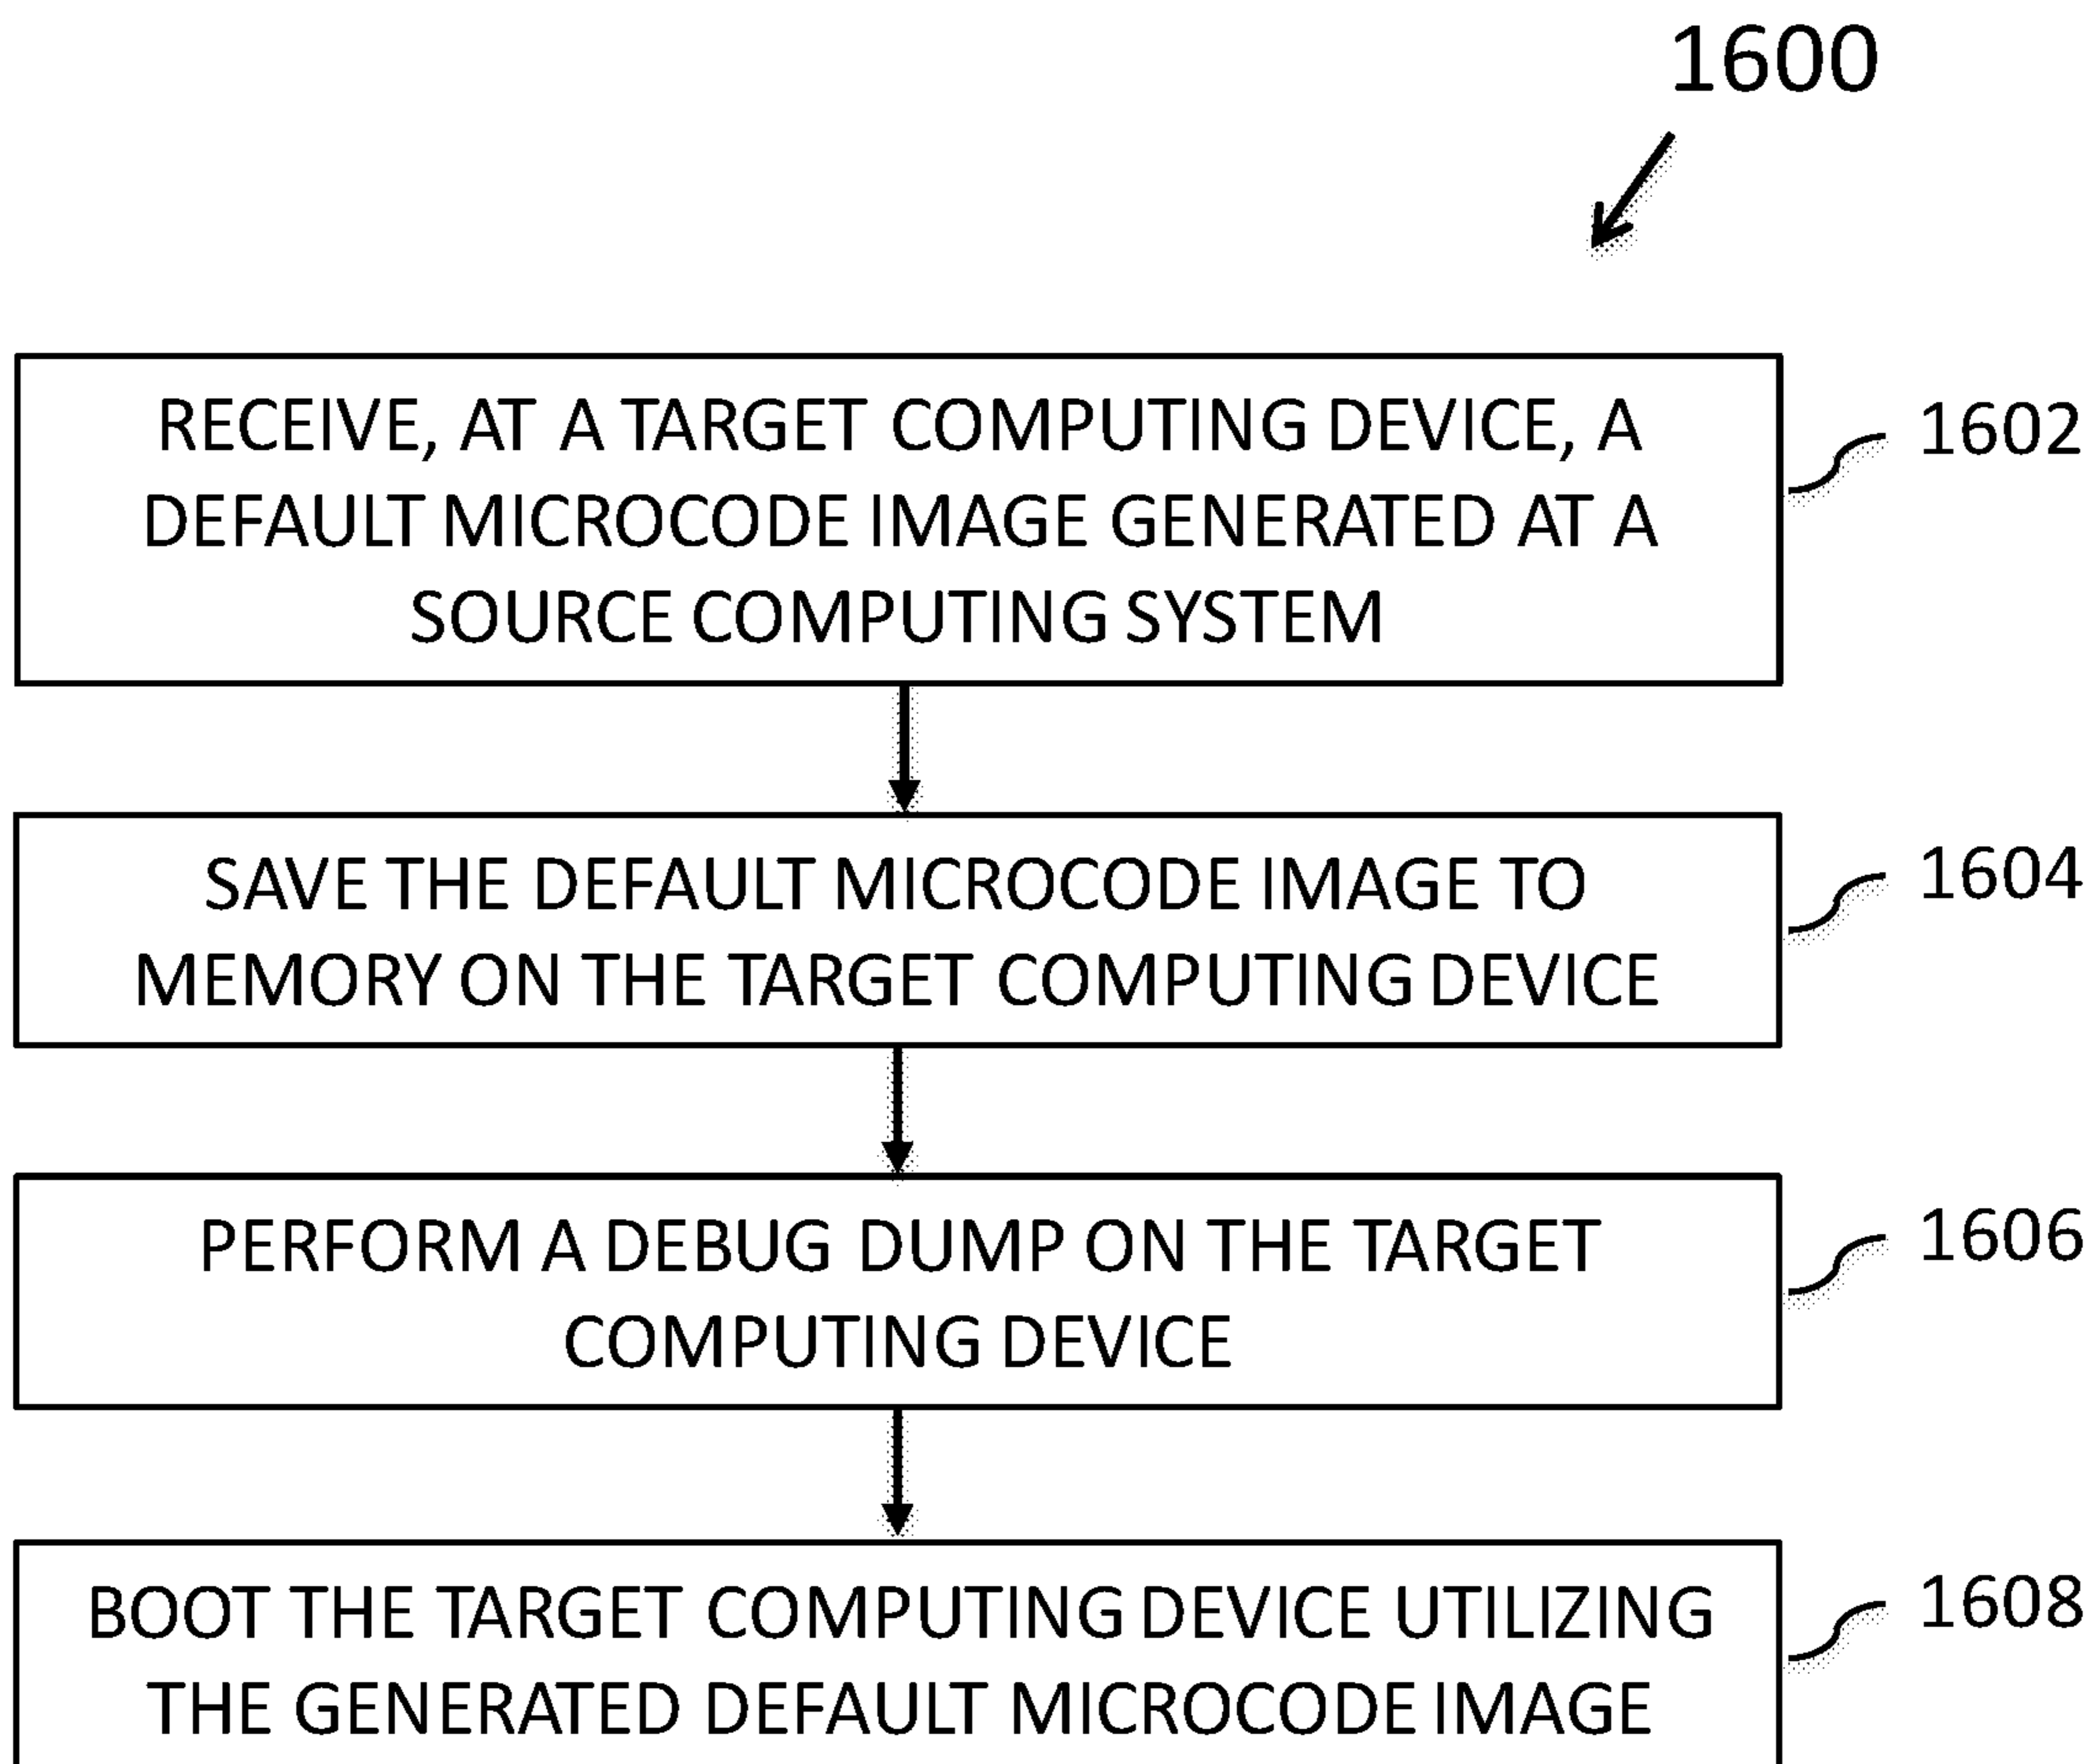 1600
RECEIVE, AT A TARGET COMPUTING DEVICE, A
DEFAULT MICROCODE IMAGE GENERATED AT A
SOURCE COMPUTING SYSTEM
1602
SAVE THE DEFAULT MICROCODE IMAGE TO
MEMORY ON THE TARGET COMPUTING DEVICE
1604
PERFORM A DEBUG DUMP ON THE TARGET
COMPUTING DEVICE
1606
BOOT THE TARGET COMPUTING DEVICE UTILIZING
THE GENERATED DEFAULT MICROCODE IMAGE
1608